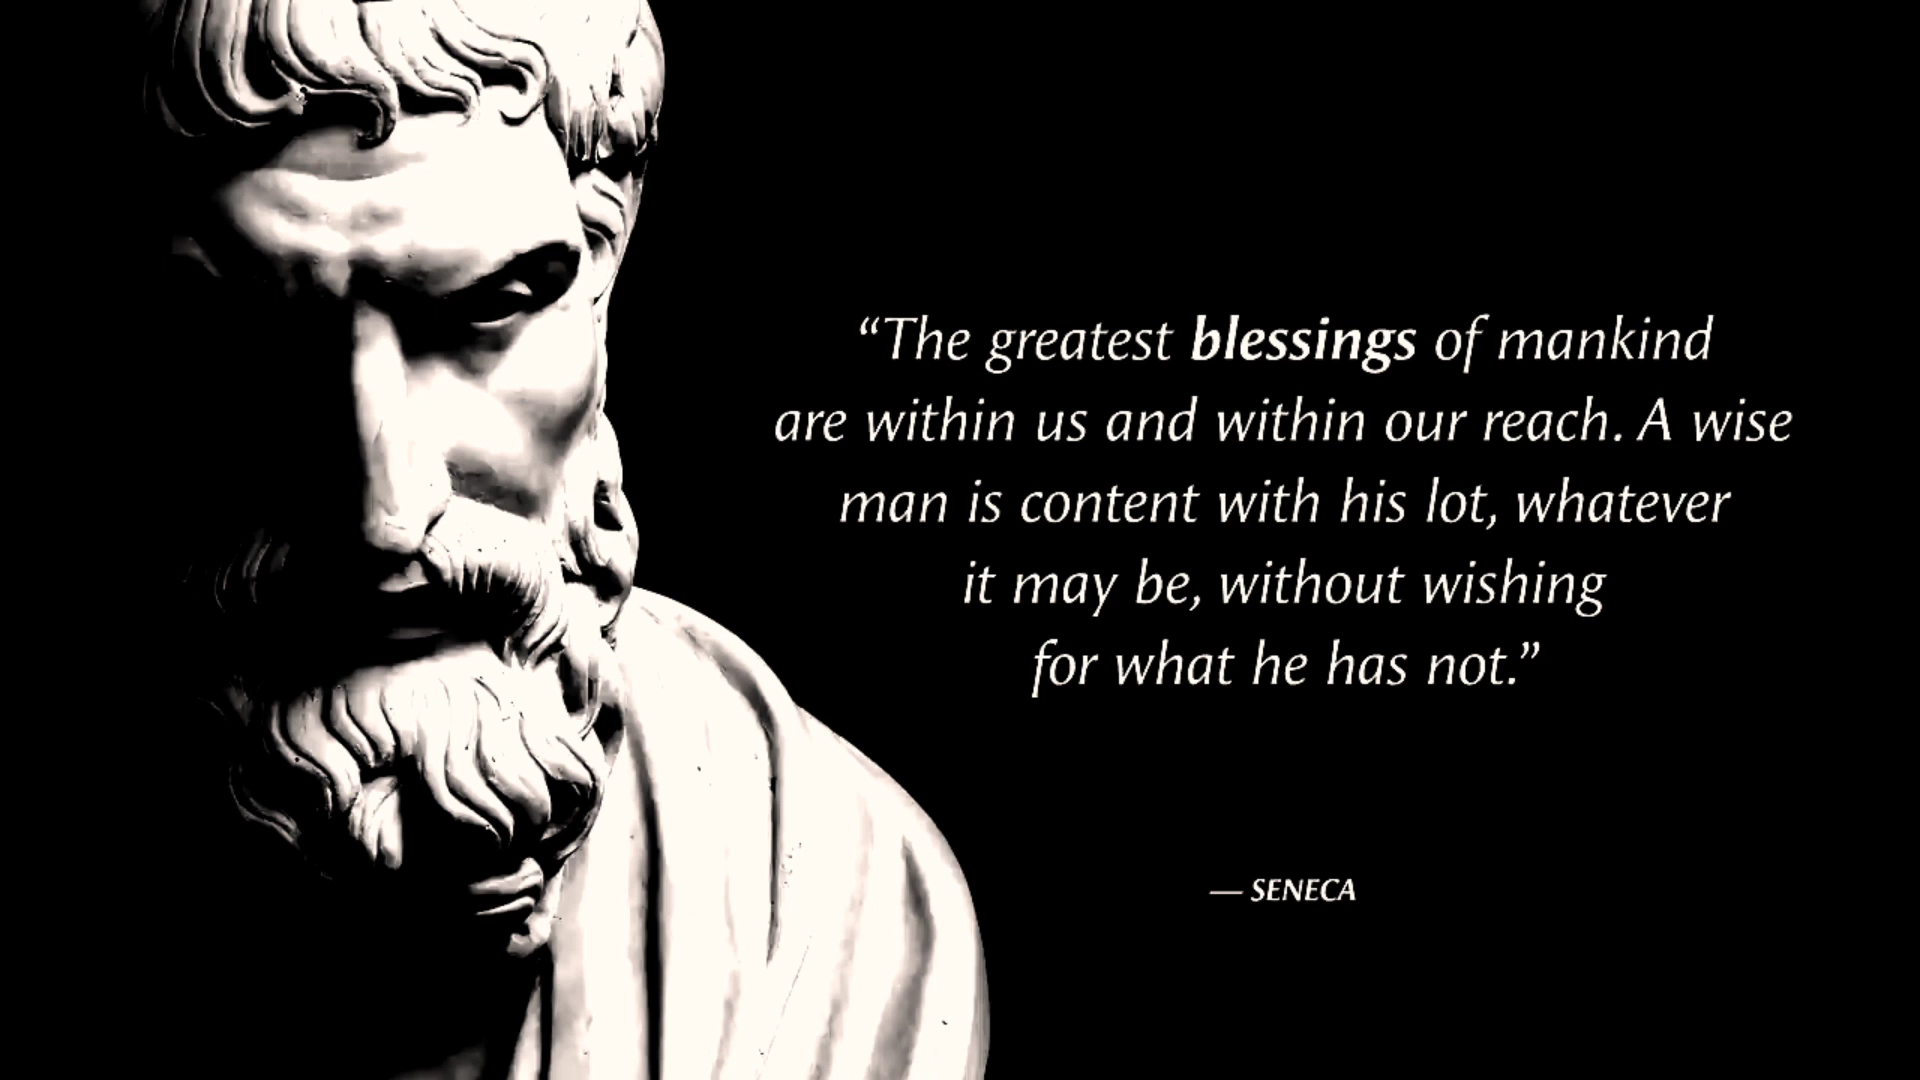 “The greatest blessings of mankind
are within us and within our reach. A wise
man is content with his lot, whatever
it may be, without wishing
for what he has not.”
— SENECA